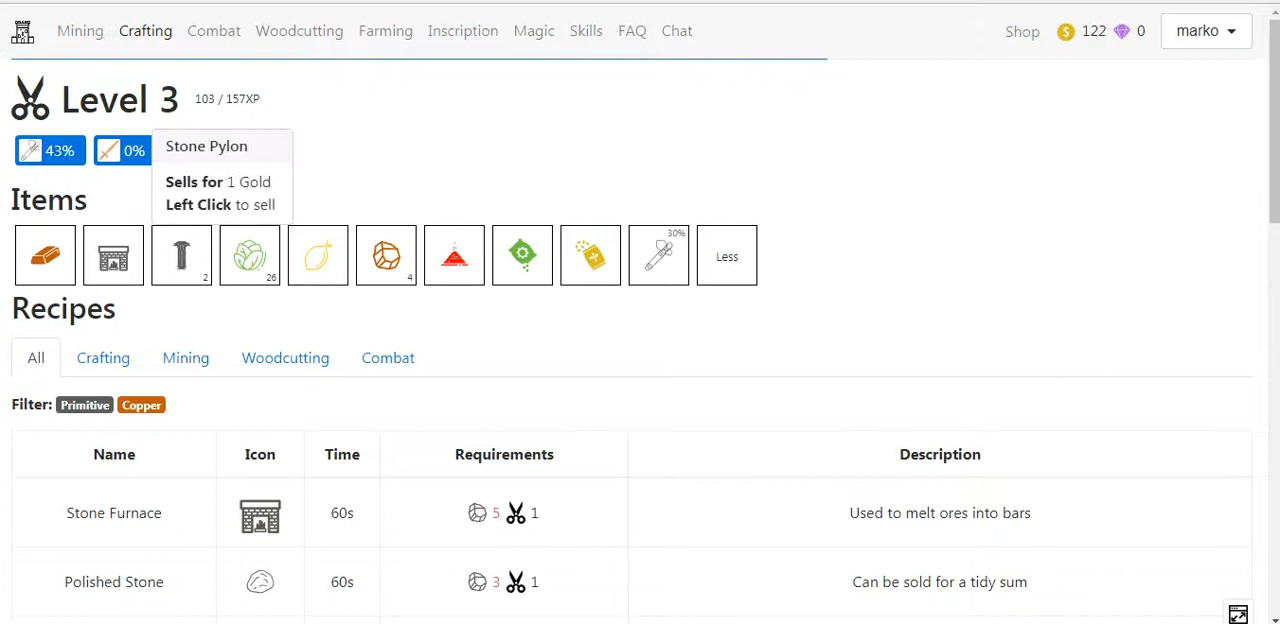 Mining Crafting Combat Woodcutting Farming Inscription Magic Skills FAQ Chat Shop 122 0 marko
Level 3 103 / 157XP
43% 0%
Stone Pylon
Sells for 1 Gold
Left Click to sell
Items
2 26 4 30% Less
Recipes
All Crafting Mining Woodcutting Combat
Filter: Primitive Copper
Name Icon Time Requirements Description
Stone Furnace 60s 5 1 Used to melt ores into bars
Polished Stone 60s 3 1 Can be sold for a tidy sum